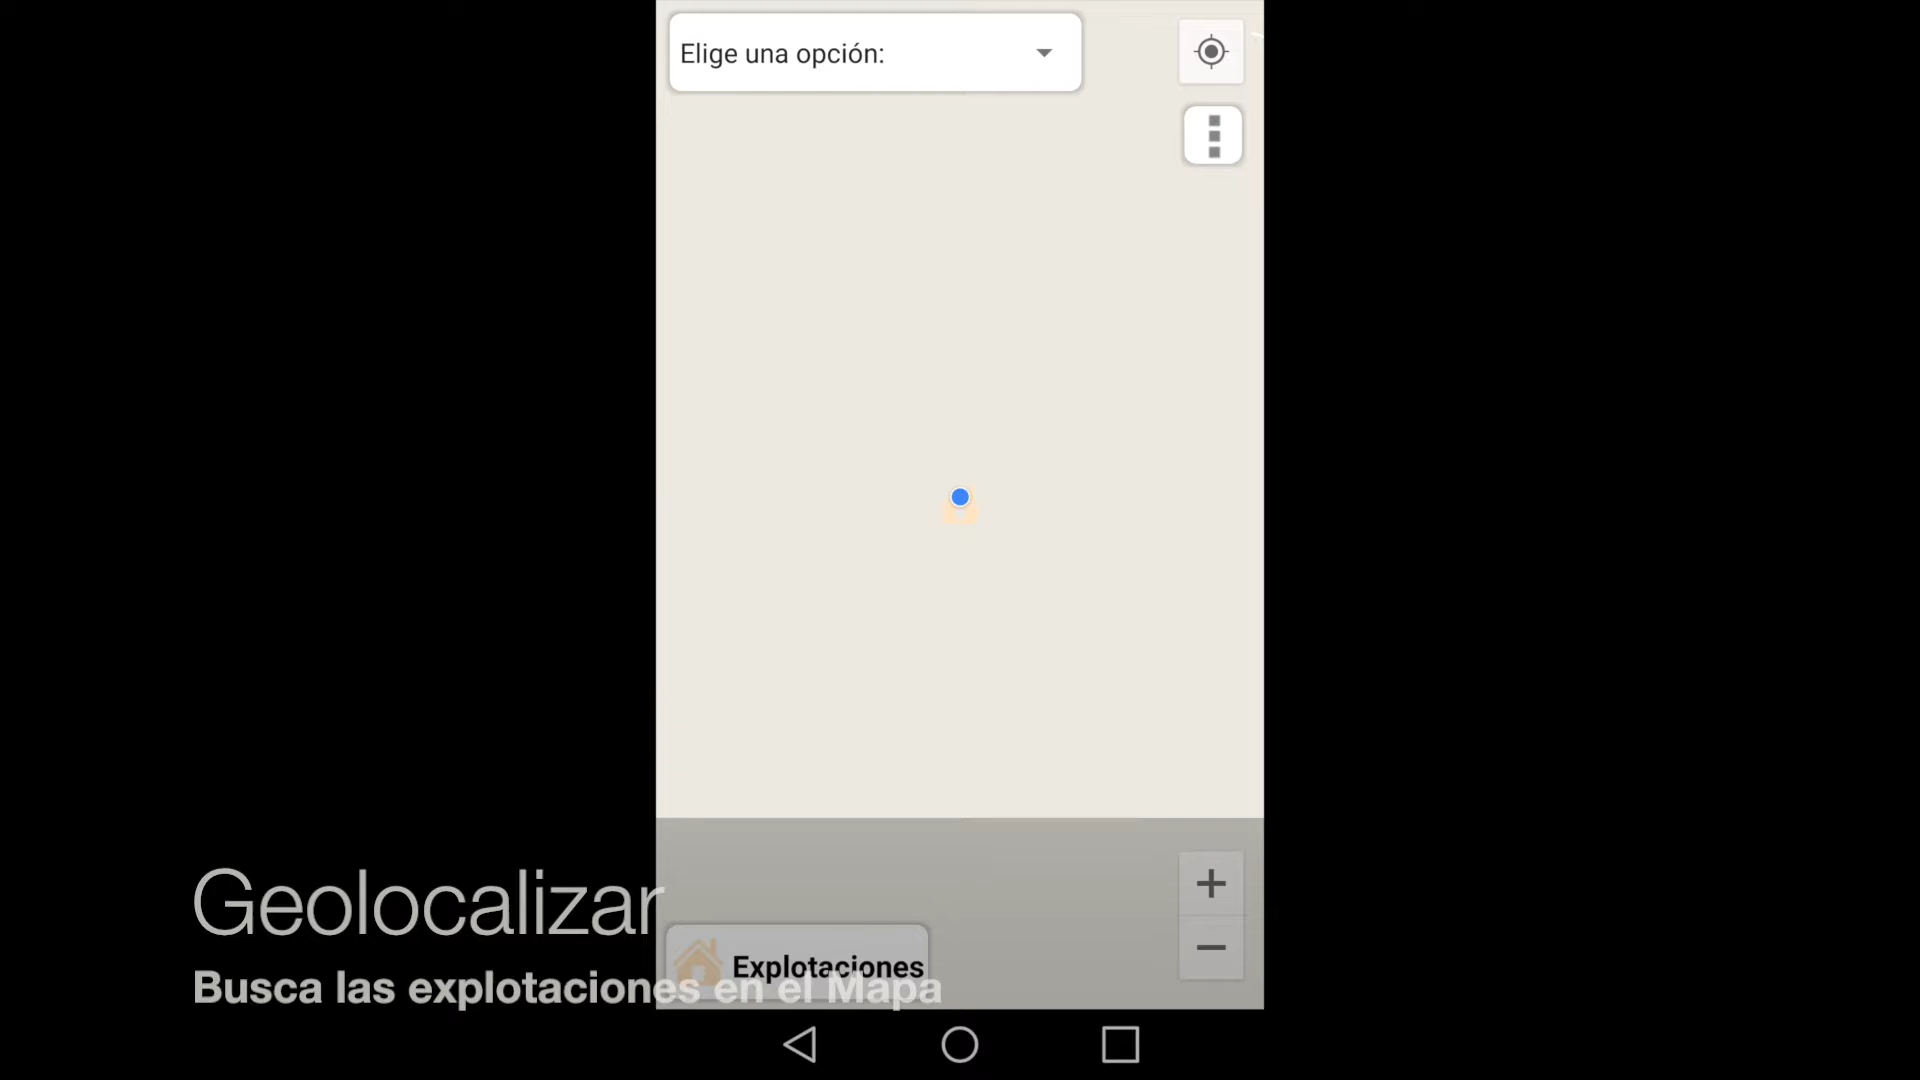 Elige una opción:
Geolocalizar
Explotaciones
Busca las explotaciones en el Mapa